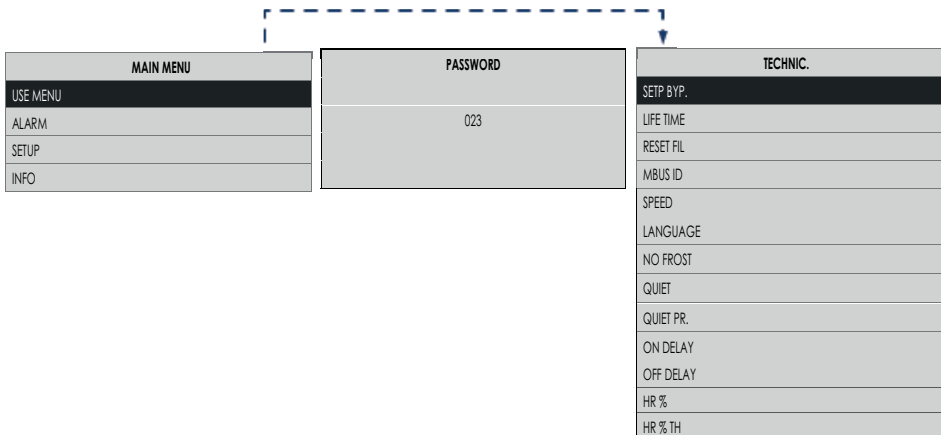 MAIN MENU
USE MENU
ALARM
SETUP
INFO
PASSWORD
023
TECHNIC.
SETP BYP.
LIFE TIME
RESET FIL
MBUS ID
SPEED
LANGUAGE
NO FROST
QUIET
QUIET PR.
ON DELAY
OFF DELAY
HR %
HR % TH